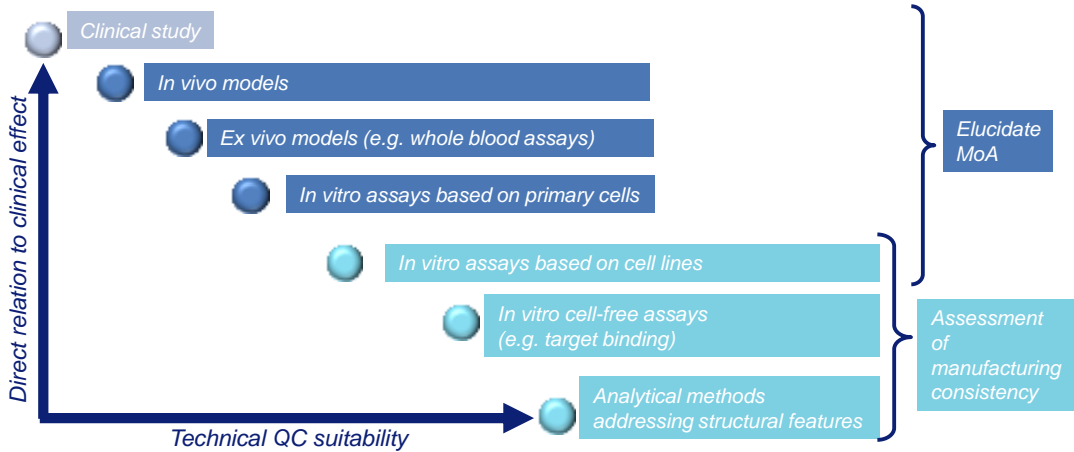 Clinical study
In vivo models
Ex vivo models (e.g. whole blood assays)
In vitro assays based on primary cells
In vitro assays based on cell lines
In vitro cell-free assays
(e.g. target binding)
Analytical methods
addressing structural features
Elucidate
MoA
Assessment
of
manufacturing
consistency
Direct relation to clinical effect
Technical QC suitability